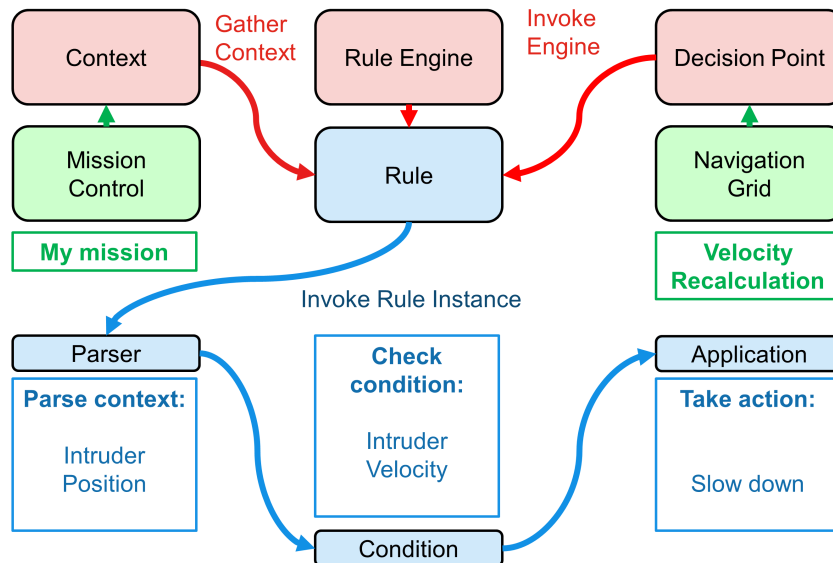 Context
Gather
Context
Rule Engine
Invoke
Engine
Decision Point
Mission
Control
Rule
Navigation
Grid
My mission
Velocity
Recalculation
Invoke Rule Instance
Parser
Check
condition:
Application
Parse context:
Take action:
Intruder
Position
Intruder
Velocity
Slow down
Condition